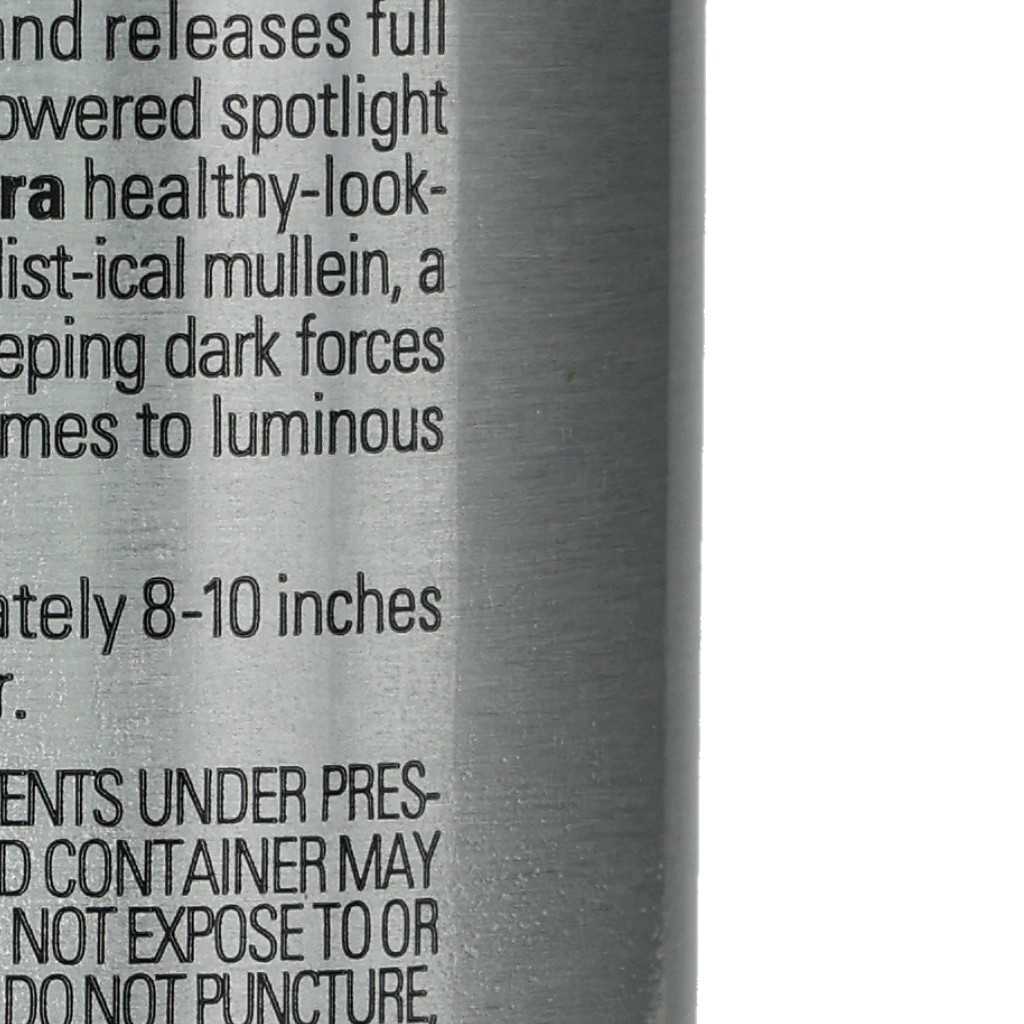 and releases full
owered spotlight
ra healthy-look-
list-ical mullein, a
eping dark forces
mes to luminous
ately 8-10 inches
r.
ENTS UNDER PRES-
D CONTAINER MAY
NOT EXPOSE TO OR
DO NOT PUNCTURE,